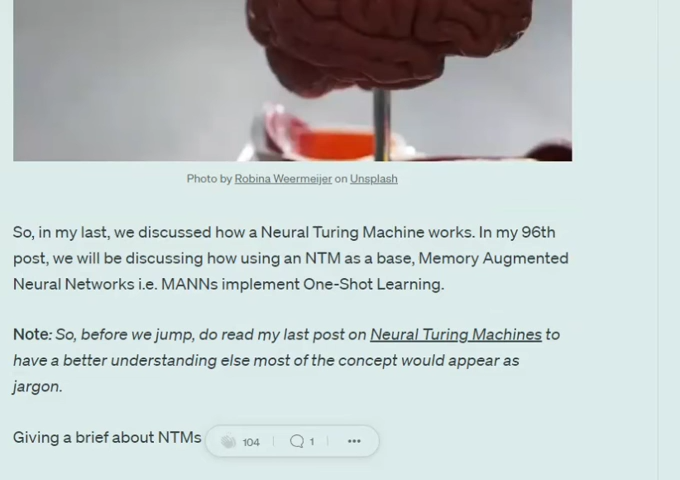 Photo by Robina Weermeijer on Unsplash
So, in my last, we discussed how a Neural Turing Machine works. In my 96th
post, we will be discussing how using an NTM as a base, Memory Augmented
Neural Networks i.e. MANNs implement One-Shot Learning.
Note: So, before we jump, do read my last post on Neural Turing Machines to
have a better understanding else most of the concept would appear as
jargon.
Giving a brief about NTMs
104 1